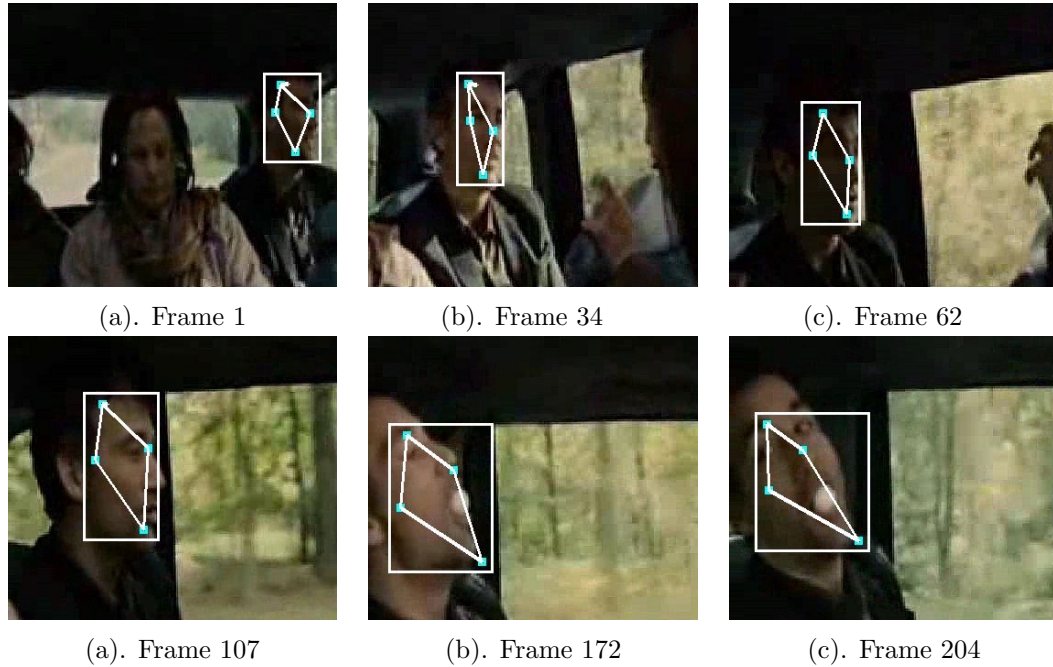 (a). Frame 1
(b). Frame 34
(c). Frame 62
(a). Frame 107
(b). Frame 172
(c). Frame 204